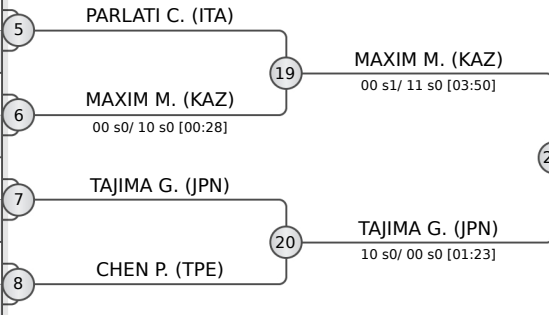 PARLATI C. (ITA)
5
19
MAXIM M. (KAZ)
00 s1/ 11 s0 [03:50]
MAXIM M. (KAZ)
6
00 s0/ 10 s0 [00:28]
TAJIMA G. (JPN)
7
20
TAJIMA G. (JPN)
10 s0/ 00 s0 [01:23]
CHEN P. (TPE)
8